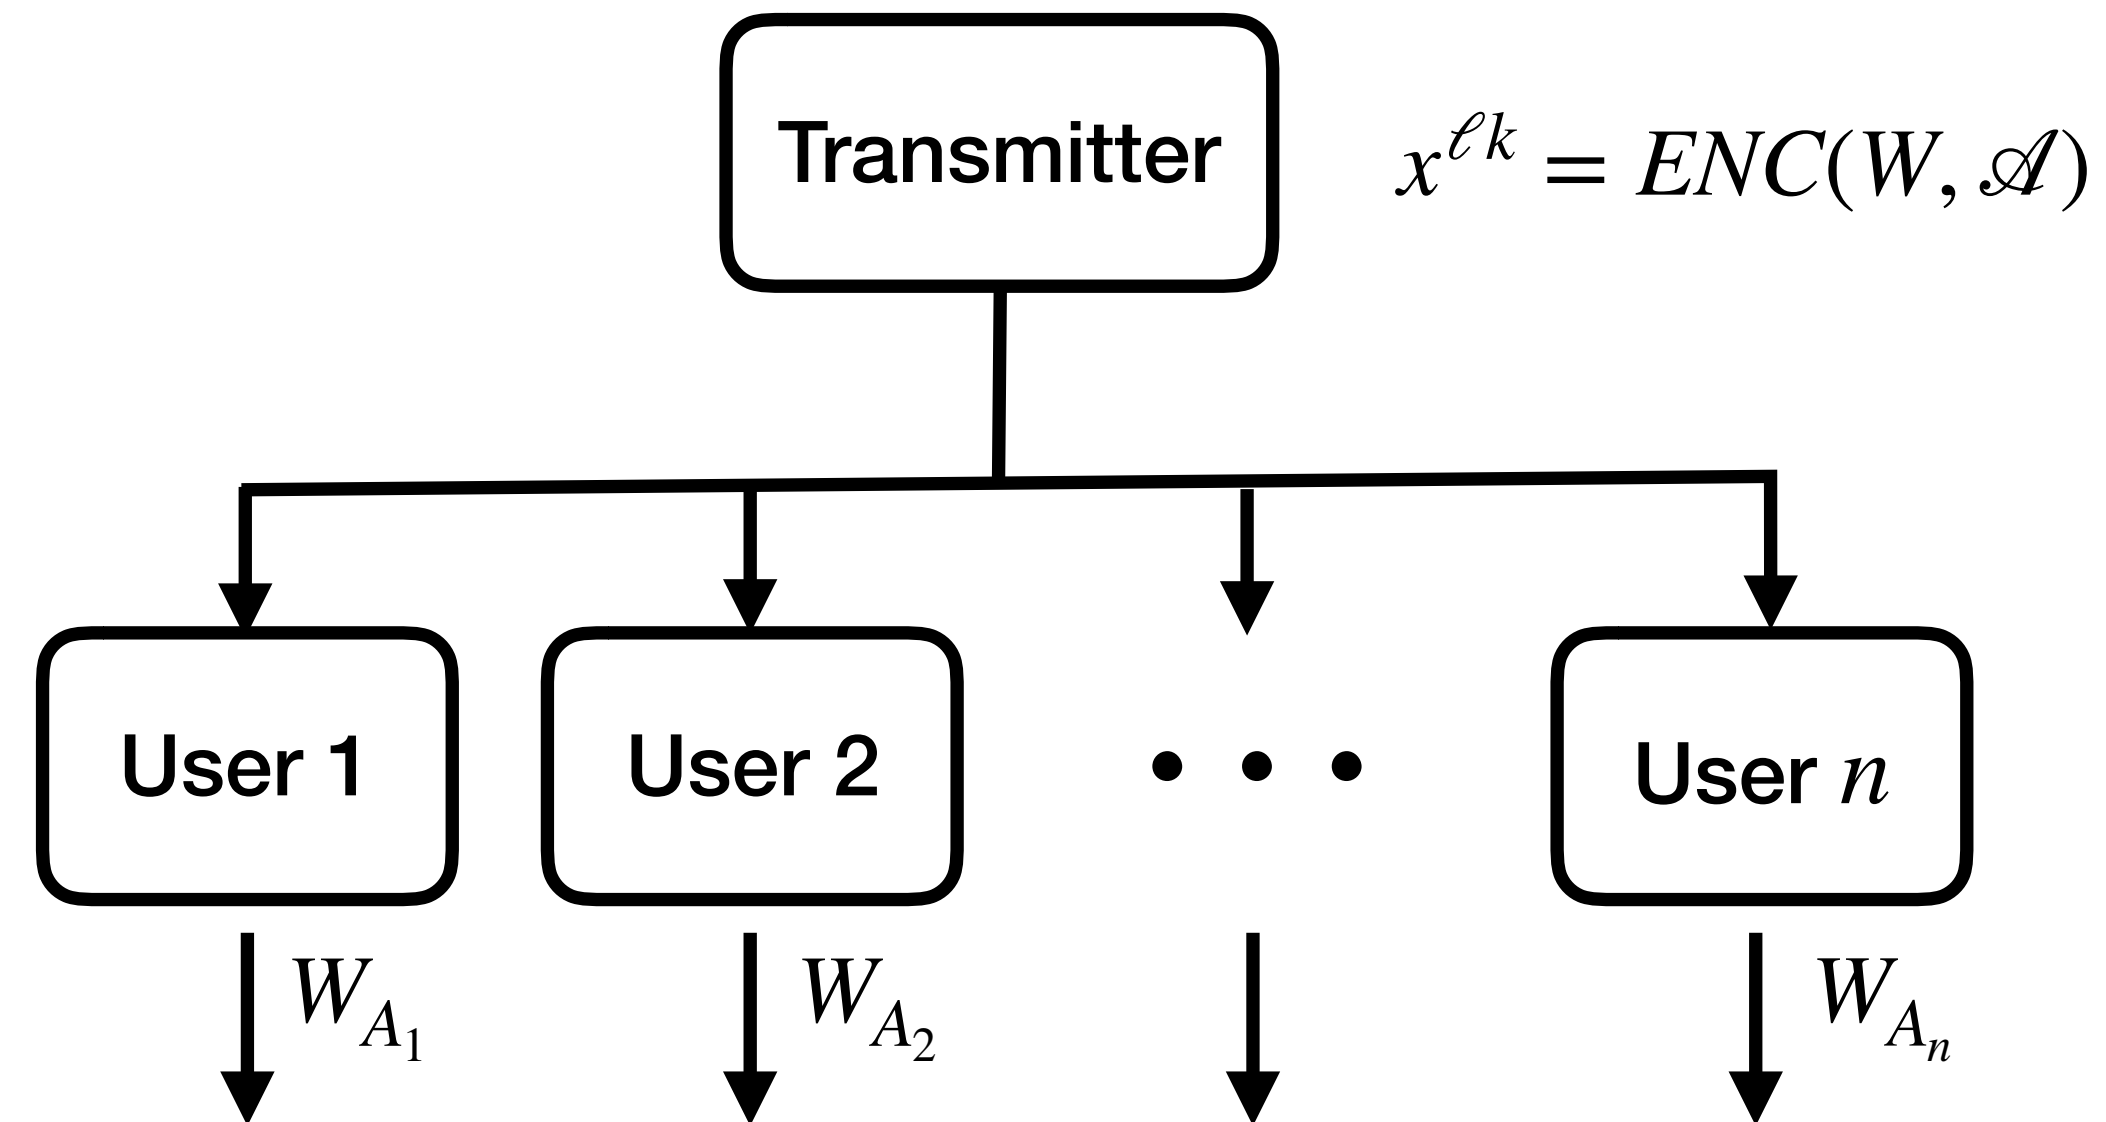 Transmitter
x^{ℓk} = ENC(W, 𝒜)
User 1
User 2
• • •
User n
W_{A_1}
W_{A_2}
W_{A_n}